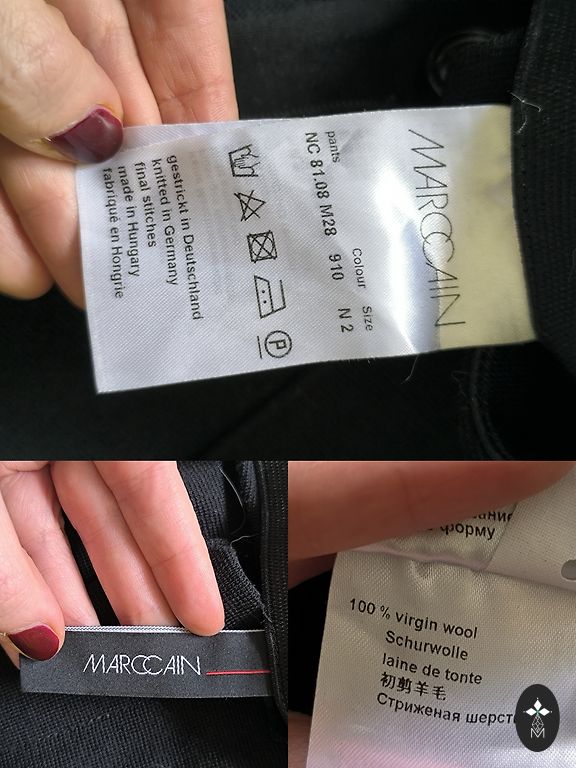 MARCCAIN
Colour Size
pants
NC 81.08 M28 910 N 2
P
gestrickt in Deutschland
knitted in Germany
final stitches
made in Hungary
fabriqué en Hongrie
MARCCAIN
форму
100 % virgin wool
Schurwolle
laine de tonte
初剪羊毛
Стриженая шерст
M